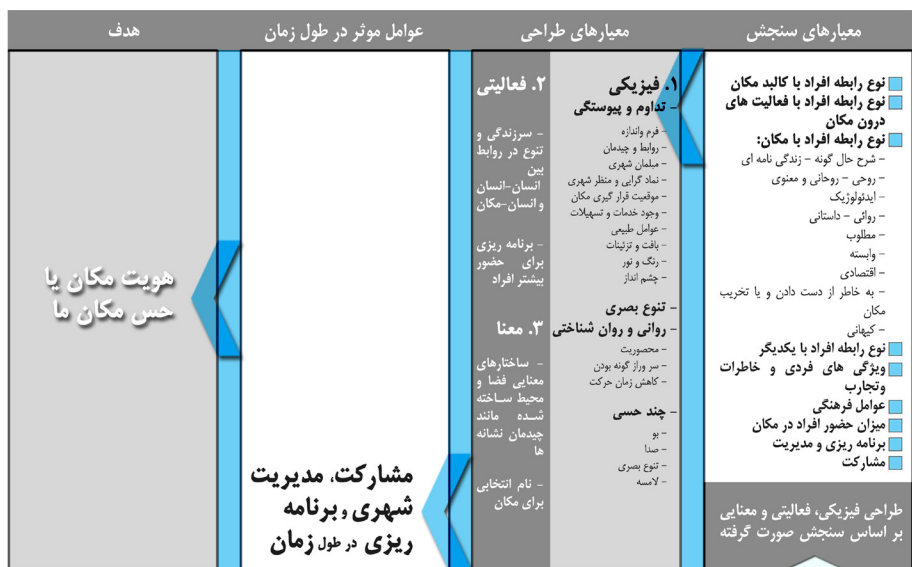 معیارهای سنجش
نوع رابطه افراد با کالبد مکان
نوع رابطه افراد با فعالیت های
درون مکان
نوع رابطه افراد با مکان:
- شرح حال گونه - زندگی نامه ای
- روحی - روحانی و معنوی
- ایدئولوژیک
- روائی - داستانی
- مطلوب
- وابسته
- اقتصادی
- به خاطر از دست دادن و یا تخریب
مکان
- کیهانی
نوع رابطه افراد با یکدیگر
ویژگی های فردی و خاطرات
وتجارب
عوامل فرهنگی
میزان حضور افراد در مکان
برنامه ریزی و مدیریت
مشارکت
طراحی فیزیکی، فعالیتی و معنایی
بر اساس سنجش صورت گرفته
معیارهای طراحی
۱. فیزیکی
- تداوم و پیوستگی
- فرم واندازه
- روابط و چیدمان
- مبلمان شهری
- نماد گرایی و منظر شهری
- موقعیت قرار گیری مکان
- وجود خدمات و تسهیلات
- عوامل طبیعی
- بافت و تزئینات
- رنگ و نور
- چشم انداز
- تنوع بصری
- روانی و روان شناختی
- محصوریت
- سر وراز گونه بودن
- کاهش زمان حرکت
- چند حسی
- بو
- صدا
- تنوع بصری
- لامسه
۲. فعالیتی
- سرزندگی و
تنوع در روابط
بین
انسان-انسان
و انسان-مکان
- برنامه ریزی
برای حضور
بیشتر افراد
۳. معنا
- ساختارهای
معنایی فضا و
محیط ساخته
شده مانند
چیدمان نشانه
ها
- نام انتخابی
برای مکان
عوامل موثر در طول زمان
مشارکت، مدیریت
شهری و برنامه
ریزی در طول زمان
هدف
هویت مکان یا
حس مکان ما